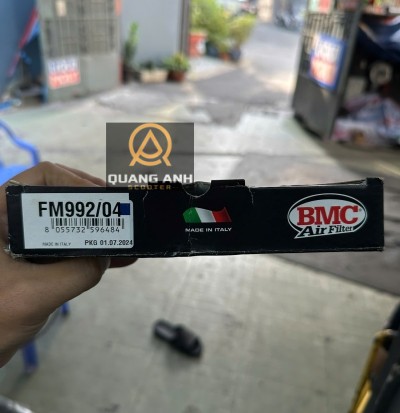 QUANG ANH
SCOOTER
FM992/04
8 055732 596484
MADE IN ITALY
PKG 01.07.2024
MADE IN ITALY
BMC
Air Filter